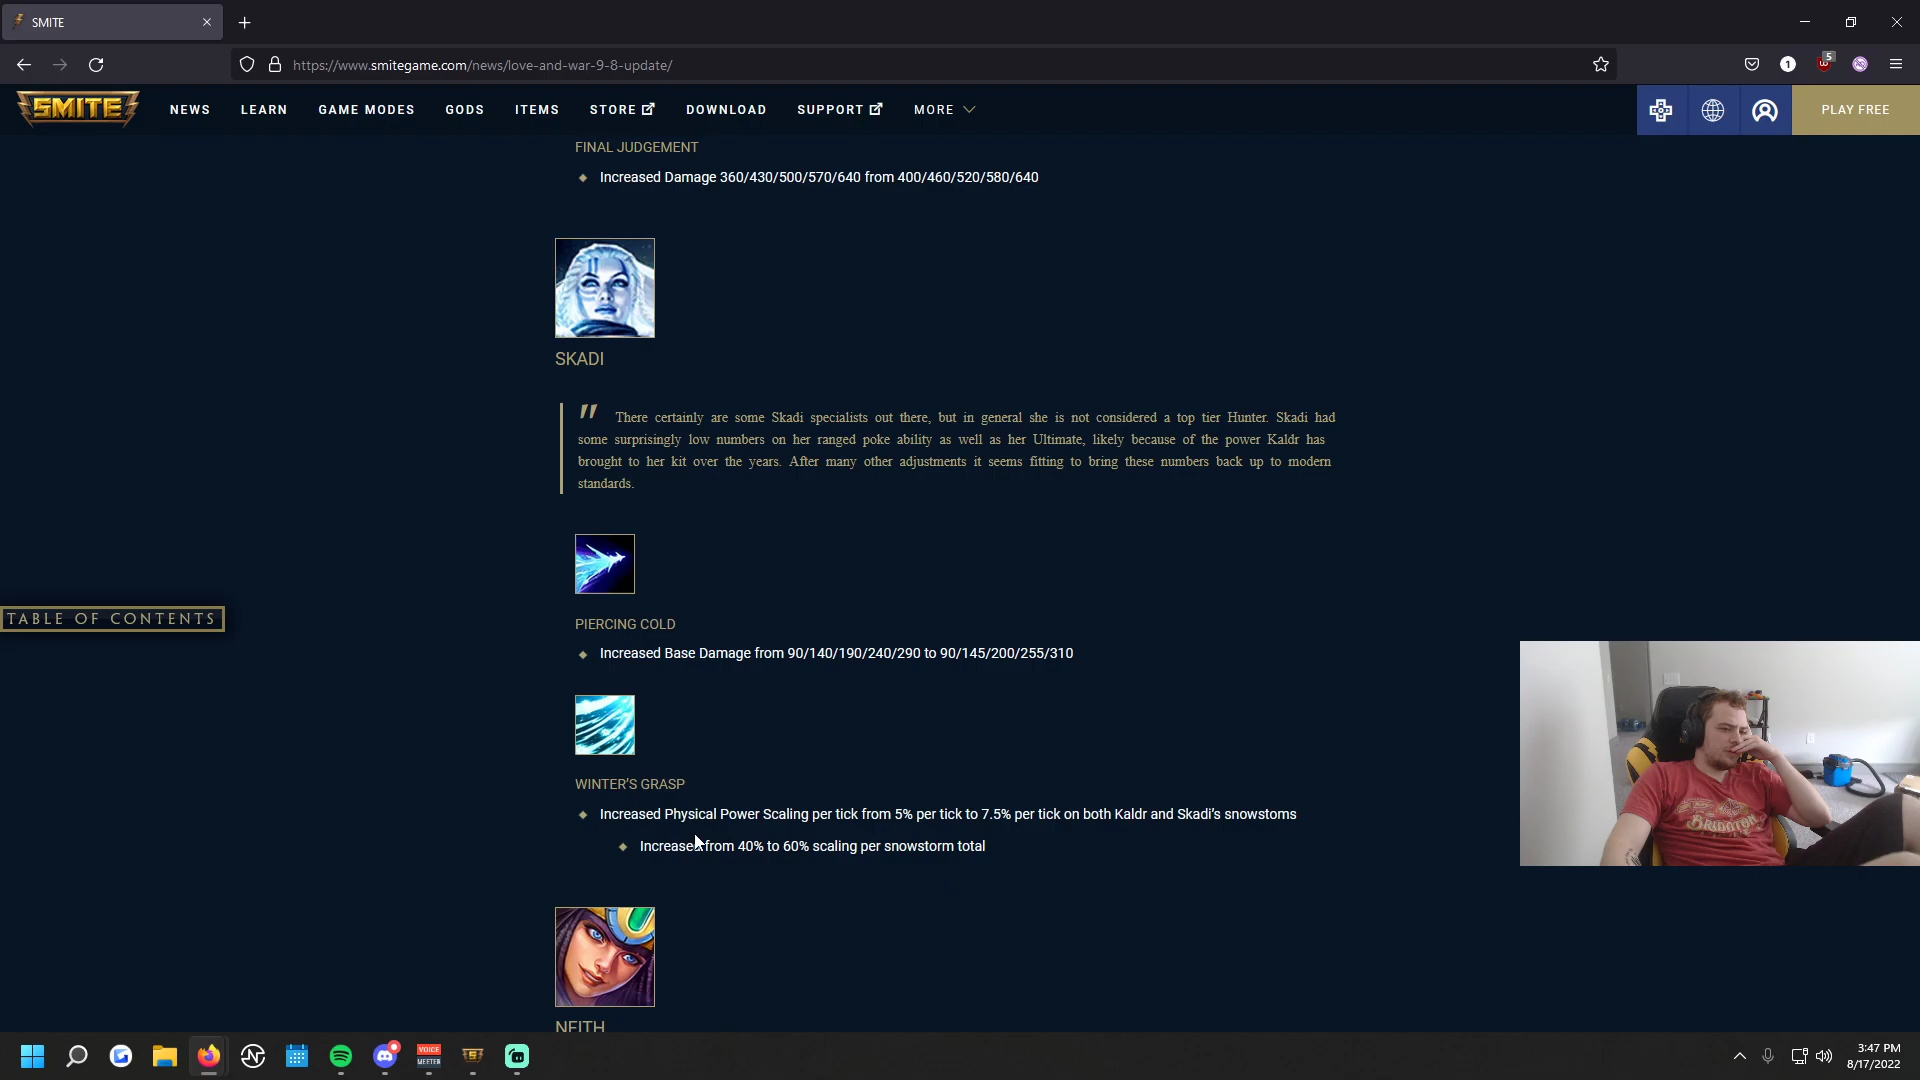 SMITE
https://www.smitegame.com/news/love-and-war-9-8-update/
1
5
SMITE
NEWS
LEARN
GAME MODES
GODS
ITEMS
STORE
DOWNLOAD
SUPPORT
MORE
PLAY FREE
FINAL JUDGEMENT
Increased Damage 360/430/500/570/640 from 400/460/520/580/640
SKADI
" There certainly are some Skadi specialists out there, but in general she is not considered a top tier Hunter. Skadi had
some surprisingly low numbers on her ranged poke ability as well as her Ultimate, likely because of the power Kaldr has
brought to her kit over the years. After many other adjustments it seems fitting to bring these numbers back up to modern
standards.
TABLE OF CONTENTS
PIERCING COLD
Increased Base Damage from 90/140/190/240/290 to 90/145/200/255/310
WINTER'S GRASP
Increased Physical Power Scaling per tick from 5% per tick to 7.5% per tick on both Kaldr and Skadi's snowstoms
Increased from 40% to 60% scaling per snowstorm total
NEITH
VOICE
MEETER
3:47 PM
8/17/2022